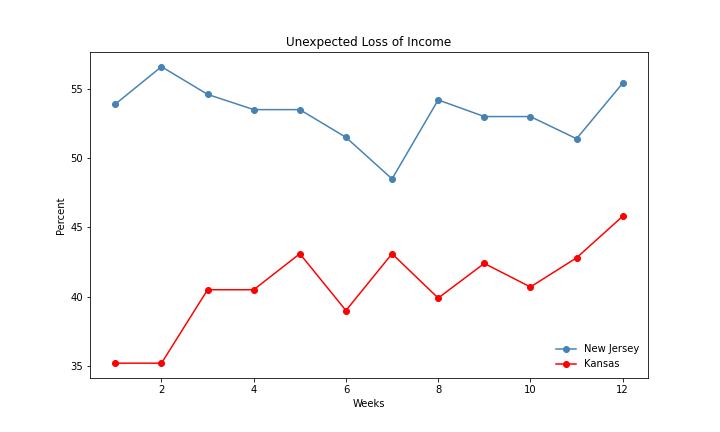 Unexpected Loss of Income
Percent
55
50
45
40
35
New Jersey
Kansas
2 4 6 8 10 12
Weeks